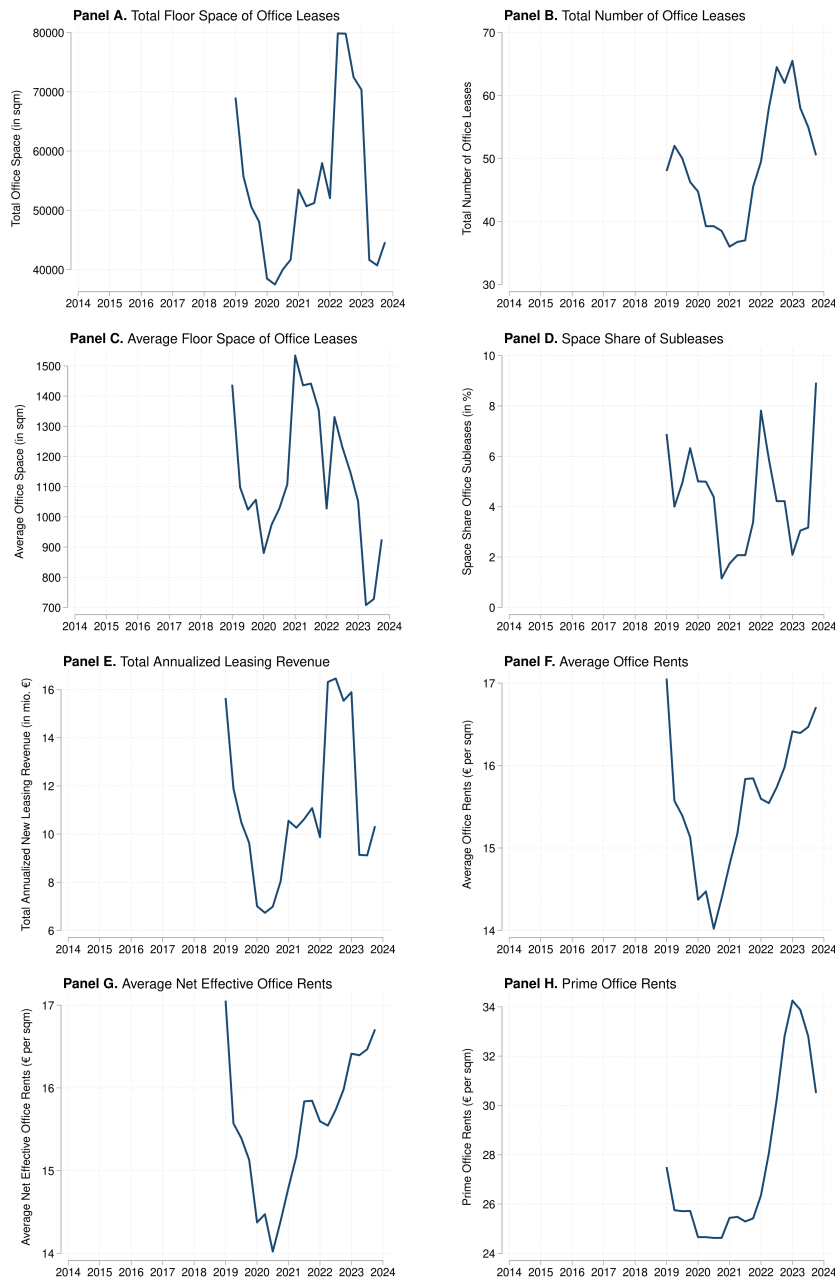 Panel A. Total Floor Space of Office Leases
Total Office Space (in sqm)
80000
70000
60000
50000
40000
2014 2015 2016 2017 2018 2019 2020 2021 2022 2023 2024
Panel B. Total Number of Office Leases
Total Number of Office Leases
70
60
50
40
30
2014 2015 2016 2017 2018 2019 2020 2021 2022 2023 2024
Panel C. Average Floor Space of Office Leases
Average Office Space (in sqm)
1500
1400
1300
1200
1100
1000
900
800
700
2014 2015 2016 2017 2018 2019 2020 2021 2022 2023 2024
Panel D. Space Share of Subleases
Space Share Office Subleases (in %)
10
8
6
4
2
0
2014 2015 2016 2017 2018 2019 2020 2021 2022 2023 2024
Panel E. Total Annualized Leasing Revenue
Total Annualized New Leasing Revenue (in mio. €)
16
14
12
10
8
6
2014 2015 2016 2017 2018 2019 2020 2021 2022 2023 2024
Panel F. Average Office Rents
Average Office Rents (€ per sqm)
17
16
15
14
2014 2015 2016 2017 2018 2019 2020 2021 2022 2023 2024
Panel G. Average Net Effective Office Rents
Average Net Effective Office Rents (€ per sqm)
17
16
15
14
2014 2015 2016 2017 2018 2019 2020 2021 2022 2023 2024
Panel H. Prime Office Rents
Prime Office Rents (€ per sqm)
34
32
30
28
26
24
2014 2015 2016 2017 2018 2019 2020 2021 2022 2023 2024